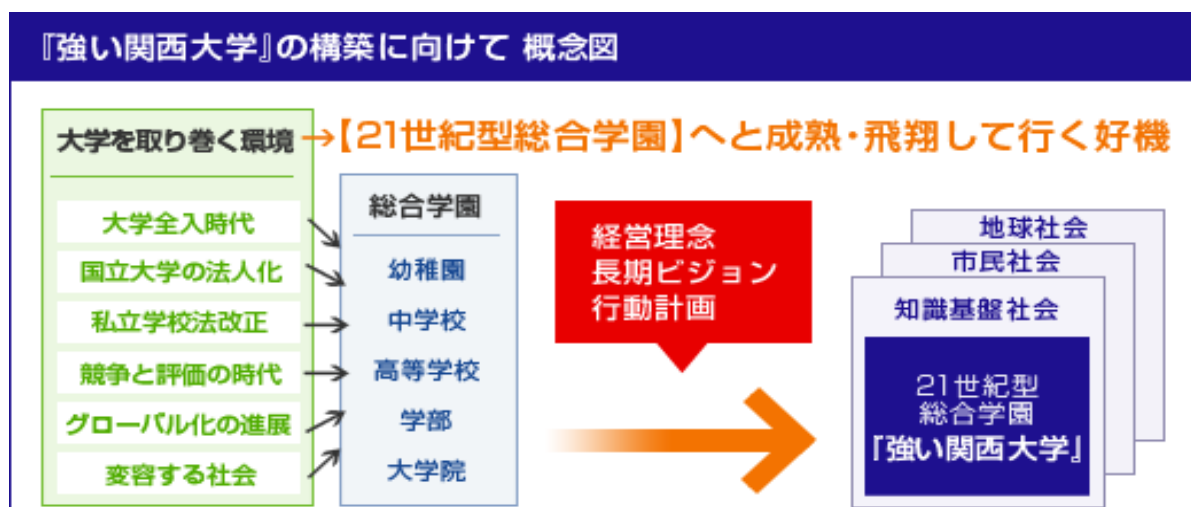 『強い関西大学』の構築に向けて 概念図
大学を取り巻く環境
→【21世紀型総合学園】へと成熟・飛翔して行く好機
大学全入時代
国立大学の法人化
私立学校法改正
競争と評価の時代
グローバル化の進展
変容する社会
総合学園
幼稚園
中学校
高等学校
学部
大学院
経営理念
長期ビジョン
行動計画
地球社会
市民社会
知識基盤社会
21世紀型
総合学園
『強い関西大学』